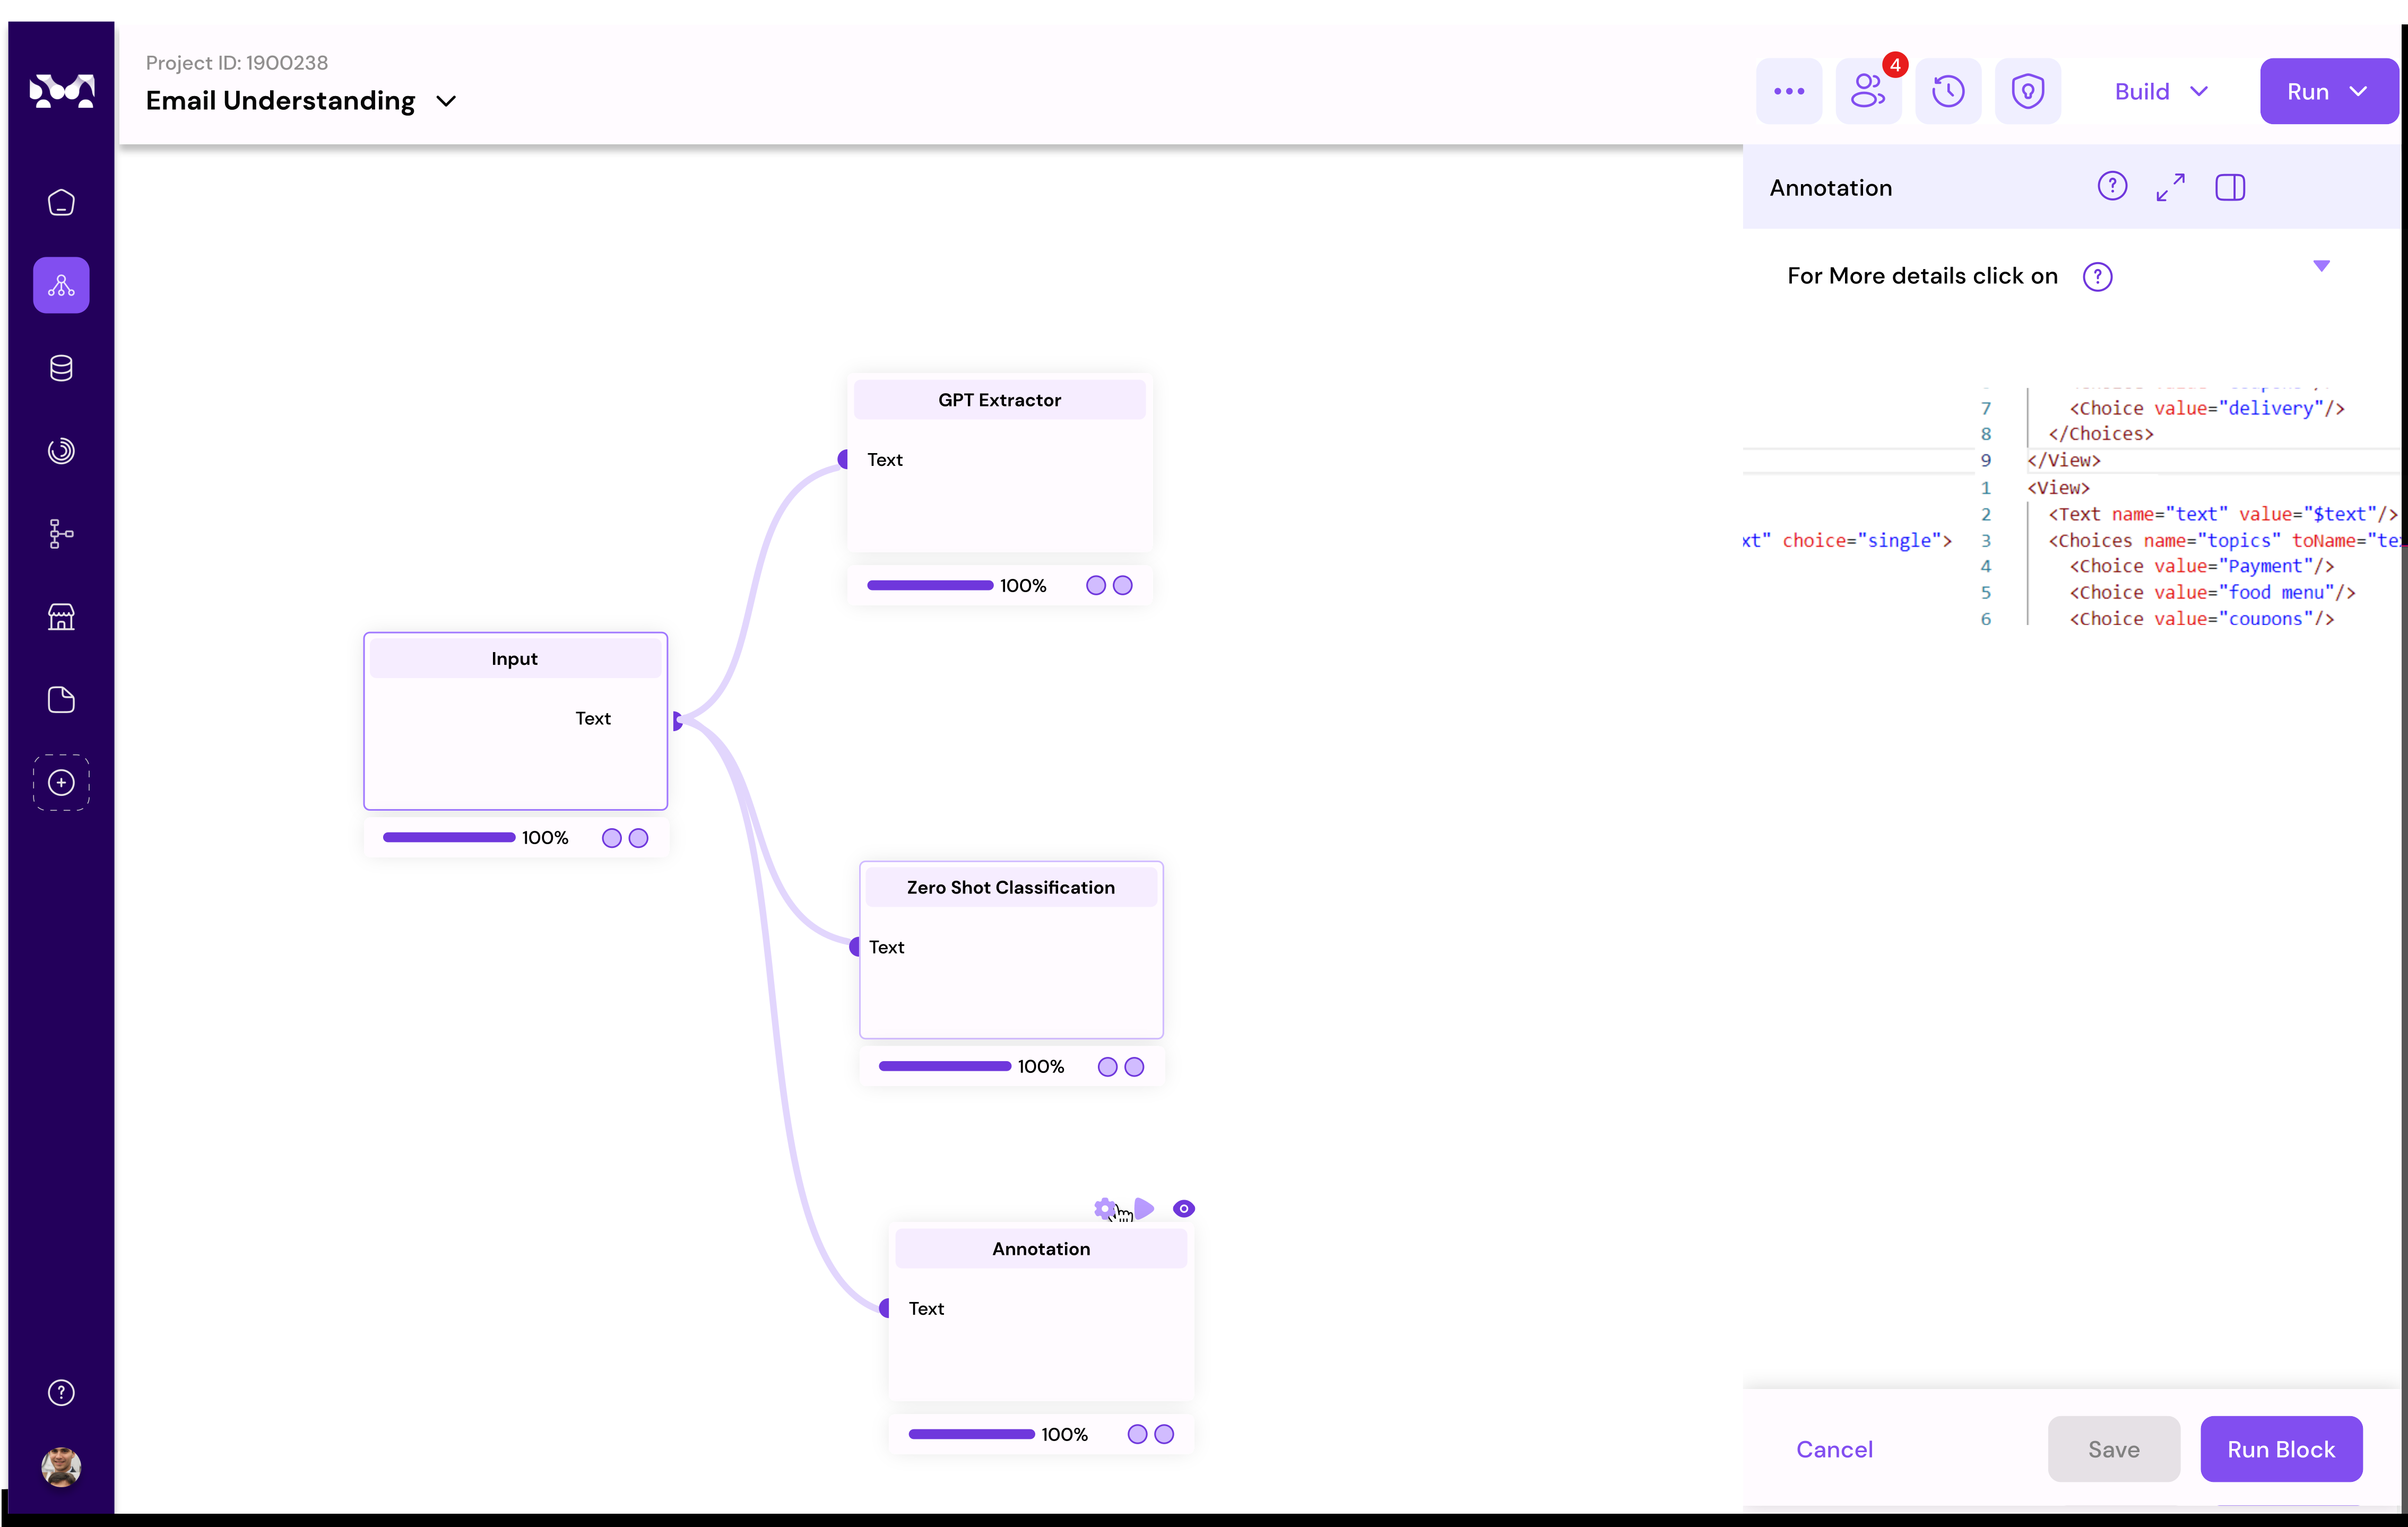 Project ID: 1900238
Email Understanding
4
Build
Run
Annotation
For More details click on
7 <Choice value="delivery"/>
8 </Choices>
9 </View>
1 <View>
2 <Text name="text" value="$text"/>
xt" choice="single"> 3 <Choices name="topics" toName="te
4 <Choice value="Payment"/>
5 <Choice value="food menu"/>
6 <Choice value="coupons"/>
GPT Extractor
Text
100%
Input
Text
100%
Zero Shot Classification
Text
100%
Annotation
Text
100%
Cancel
Save
Run Block